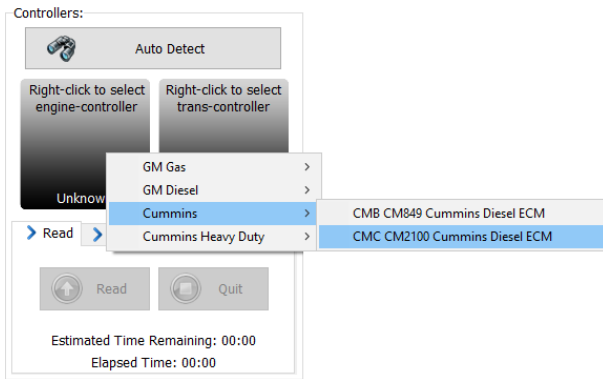 Controllers:
Auto Detect
Right-click to select
engine-controller
Right-click to select
trans-controller
GM Gas
GM Diesel
Cummins
Cummins Heavy Duty
CMB CM849 Cummins Diesel ECM
CMC CM2100 Cummins Diesel ECM
Read
Read
Quit
Estimated Time Remaining: 00:00
Elapsed Time: 00:00